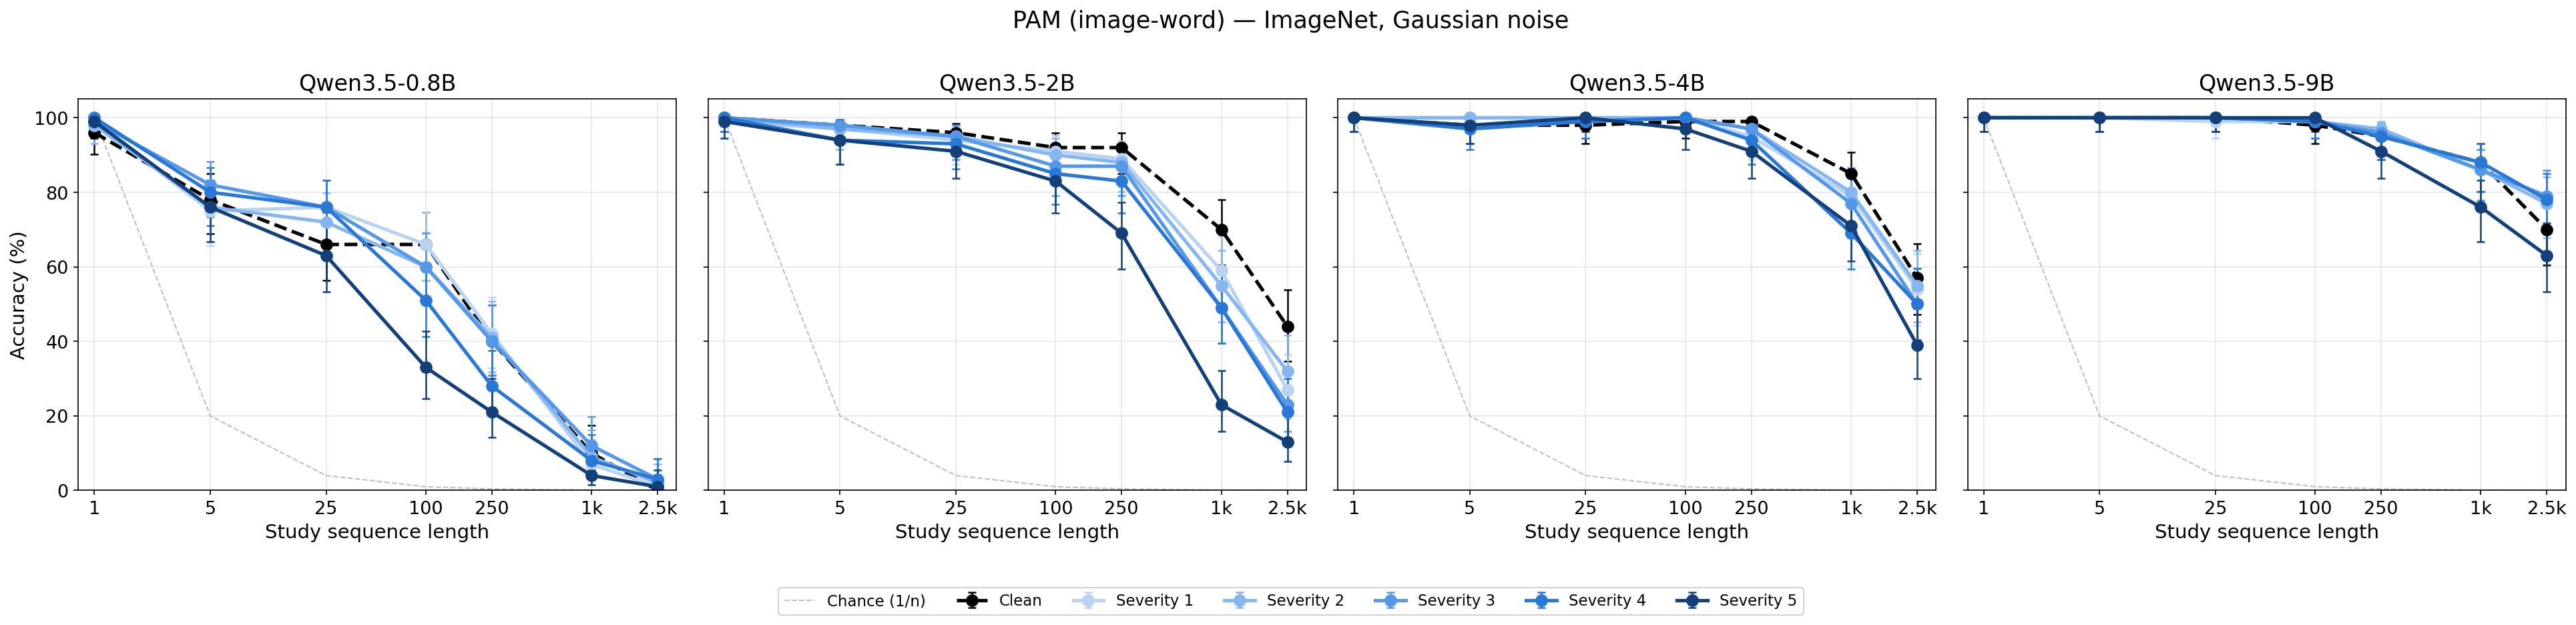 PAM (image-word) — ImageNet, Gaussian noise
Qwen3.5-0.8B
Qwen3.5-2B
Qwen3.5-4B
Qwen3.5-9B
Accuracy (%)
100
80
60
40
20
0
1 5 25 100 250 1k 2.5k
1 5 25 100 250 1k 2.5k
1 5 25 100 250 1k 2.5k
1 5 25 100 250 1k 2.5k
Study sequence length
Study sequence length
Study sequence length
Study sequence length
Chance (1/n) Clean Severity 1 Severity 2 Severity 3 Severity 4 Severity 5